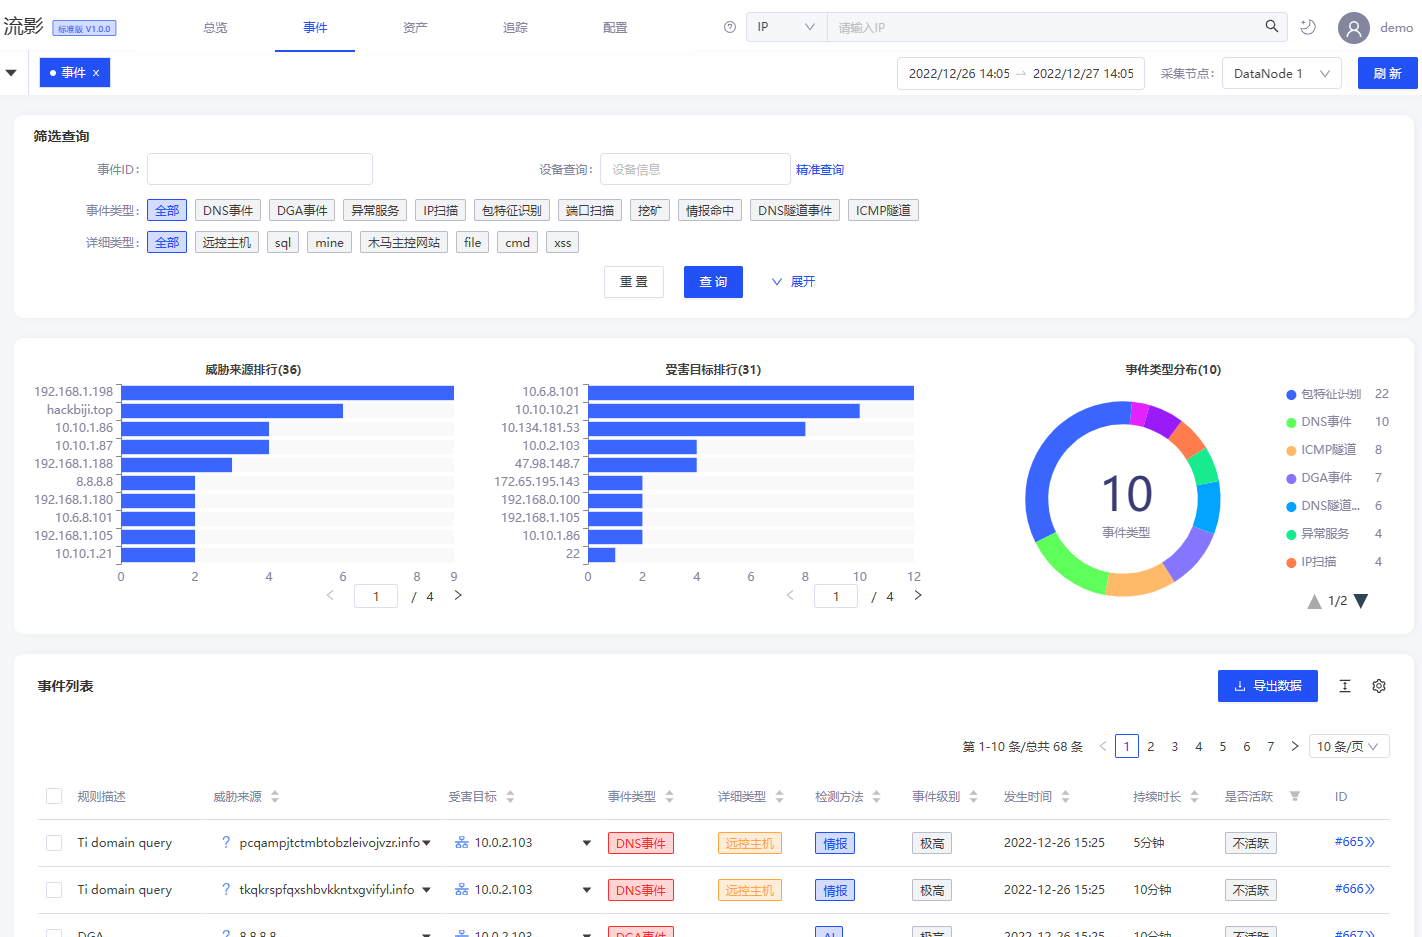 流影 标准版 V1.0.0 总览 事件 资产 追踪 配置 IP 请输入IP demo
事件 x 2022/12/26 14:05 → 2022/12/27 14:05 采集节点: DataNode 1 刷 新
筛选查询
事件ID: 设备查询: 设备信息 精准查询
事件类型: 全部 DNS事件 DGA事件 异常服务 IP扫描 包特征识别 端口扫描 挖矿 情报命中 DNS隧道事件 ICMP隧道
详细类型: 全部 远控主机 sql mine 木马主控网站 file cmd xss
重 置 查 询 展开
威胁来源排行(36)
192.168.1.198
hackbiji.top
10.10.1.86
10.10.1.87
192.168.1.188
8.8.8.8
192.168.1.180
10.6.8.101
192.168.1.105
10.10.1.21
0 2 4 6 8 9
1 / 4
受害目标排行(31)
10.6.8.101
10.10.10.21
10.134.181.53
10.0.2.103
47.98.148.7
172.65.195.143
192.168.0.100
192.168.1.105
10.10.1.86
22
0 2 4 6 8 10 12
1 / 4
事件类型分布(10)
10
事件类型
包特征识别 22
DNS事件 10
ICMP隧道 8
DGA事件 7
DNS隧道... 6
异常服务 4
IP扫描 4
1/2
事件列表 导出数据
第 1-10 条/总共 68 条 1 2 3 4 5 6 7 10 条/页
规则描述 威胁来源 受害目标 事件类型 详细类型 检测方法 事件级别 发生时间 持续时长 是否活跃 ID
Ti domain query ? pcqampjtctmbtobzleivojvzr.info 10.0.2.103 DNS事件 远控主机 情报 极高 2022-12-26 15:25 5分钟 不活跃 #665
Ti domain query ? tkqkrspfqxshbvkkntxgvifyl.info 10.0.2.103 DNS事件 远控主机 情报 极高 2022-12-26 15:25 10分钟 不活跃 #666
DGA ? 8.8.8.8 10.0.2.103 DGA事件 AI 极高 2022-12-26 15:25 10分钟 不活跃 #667